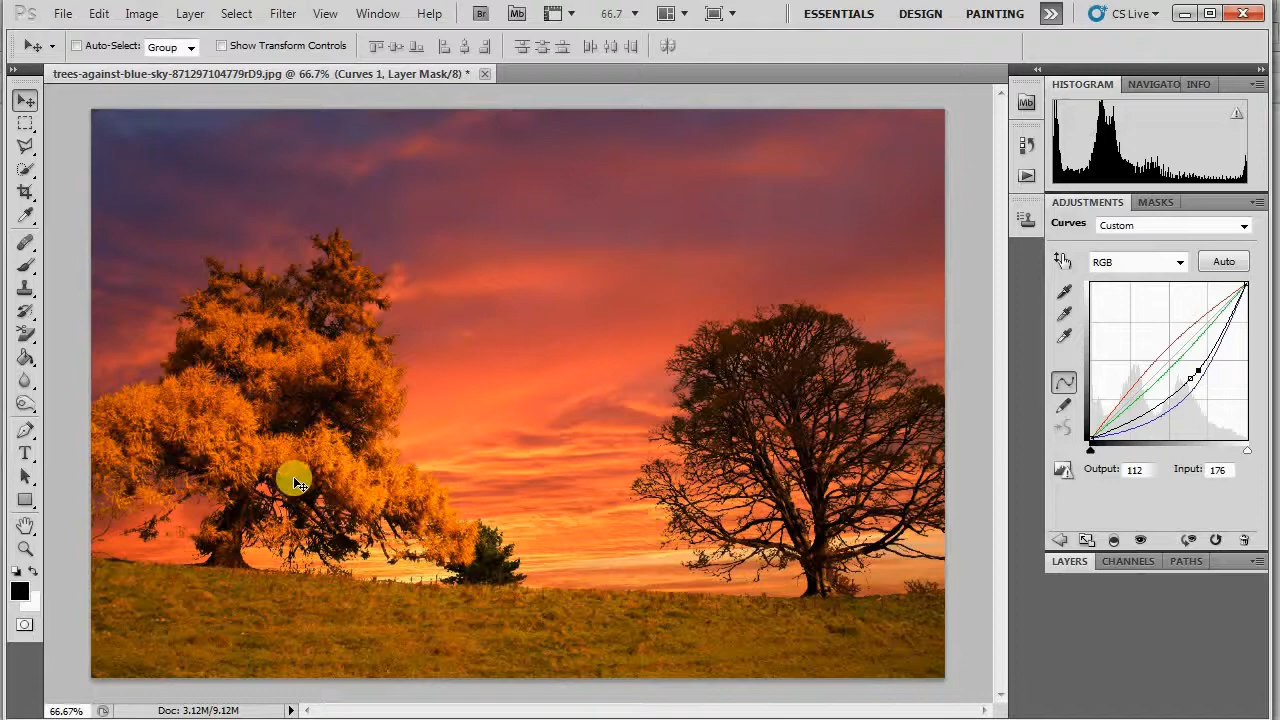 Ps File Edit Image Layer Select Filter View Window Help Br Mb 66.7 ESSENTIALS DESIGN PAINTING CS Live
Auto-Select: Group Show Transform Controls
trees-against-blue-sky-871297104779rD9.jpg @ 66.7% (Curves 1, Layer Mask/8) *
HISTOGRAM NAVIGATO INFO
Mb
ADJUSTMENTS MASKS
Curves Custom
RGB Auto
Output: 112 Input: 176
LAYERS CHANNELS PATHS
T
66.67% Doc: 3.12M/9.12M